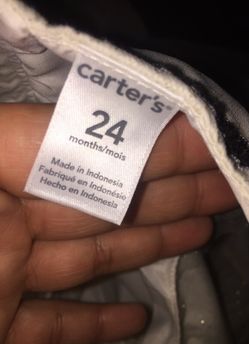 carter's
24
months/mois
Made in Indonesia
Fabriqué en Indonésie
Hecho en Indonesia